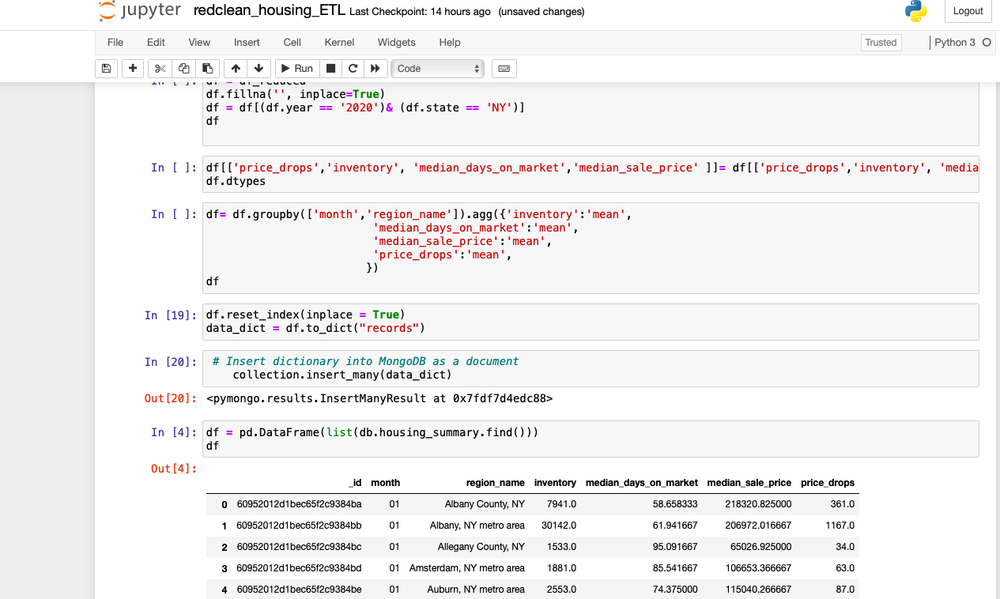 jupyter redclean_housing_ETL Last Checkpoint: 14 hours ago (unsaved changes)
Logout
File Edit View Insert Cell Kernel Widgets Help
Trusted Python 3
Run Code
In [ ]: df = df_reduced
df.fillna('', inplace=True)
df = df[(df.year == '2020')& (df.state == 'NY')]
df
In [ ]: df[['price_drops','inventory', 'median_days_on_market','median_sale_price' ]]= df[['price_drops','inventory', 'media
df.dtypes
In [ ]: df= df.groupby(['month','region_name']).agg({'inventory':'mean',
'median_days_on_market':'mean',
'median_sale_price':'mean',
'price_drops':'mean',
})
df
In [19]: df.reset_index(inplace = True)
data_dict = df.to_dict("records")
In [20]: # Insert dictionary into MongoDB as a document
collection.insert_many(data_dict)
Out[20]: <pymongo.results.InsertManyResult at 0x7fdf7d4edc88>
In [4]: df = pd.DataFrame(list(db.housing_summary.find()))
df
Out[4]:
_id month region_name inventory median_days_on_market median_sale_price price_drops
0 60952012d1bec65f2c9384ba 01 Albany County, NY 7941.0 58.658333 218320.825000 361.0
1 60952012d1bec65f2c9384bb 01 Albany, NY metro area 30142.0 61.941667 206972.016667 1167.0
2 60952012d1bec65f2c9384bc 01 Allegany County, NY 1533.0 95.091667 65026.925000 34.0
3 60952012d1bec65f2c9384bd 01 Amsterdam, NY metro area 1881.0 85.541667 106653.366667 63.0
4 60952012d1bec65f2c9384be 01 Auburn, NY metro area 2553.0 74.375000 115040.266667 87.0